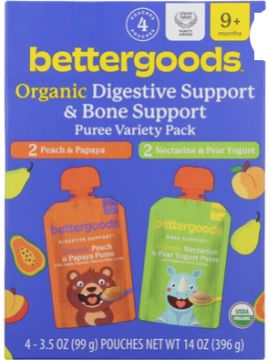 POUCHES
4
POUCHES
9+
months
bettergoods
Organic Digestive Support
& Bone Support
Puree Variety Pack
2 Peach & Papaya
2 Nectarine & Pear Yogurt
bettergoods
DIGESTIVE SUPPORT
Organic Peach
& Papaya Puree
bettergoods
BONE SUPPORT
Organic Nectarine
& Pear Yogurt Puree
USDA
ORGANIC
4 - 3.5 OZ (99 g) POUCHES NET WT 14 OZ (396 g)